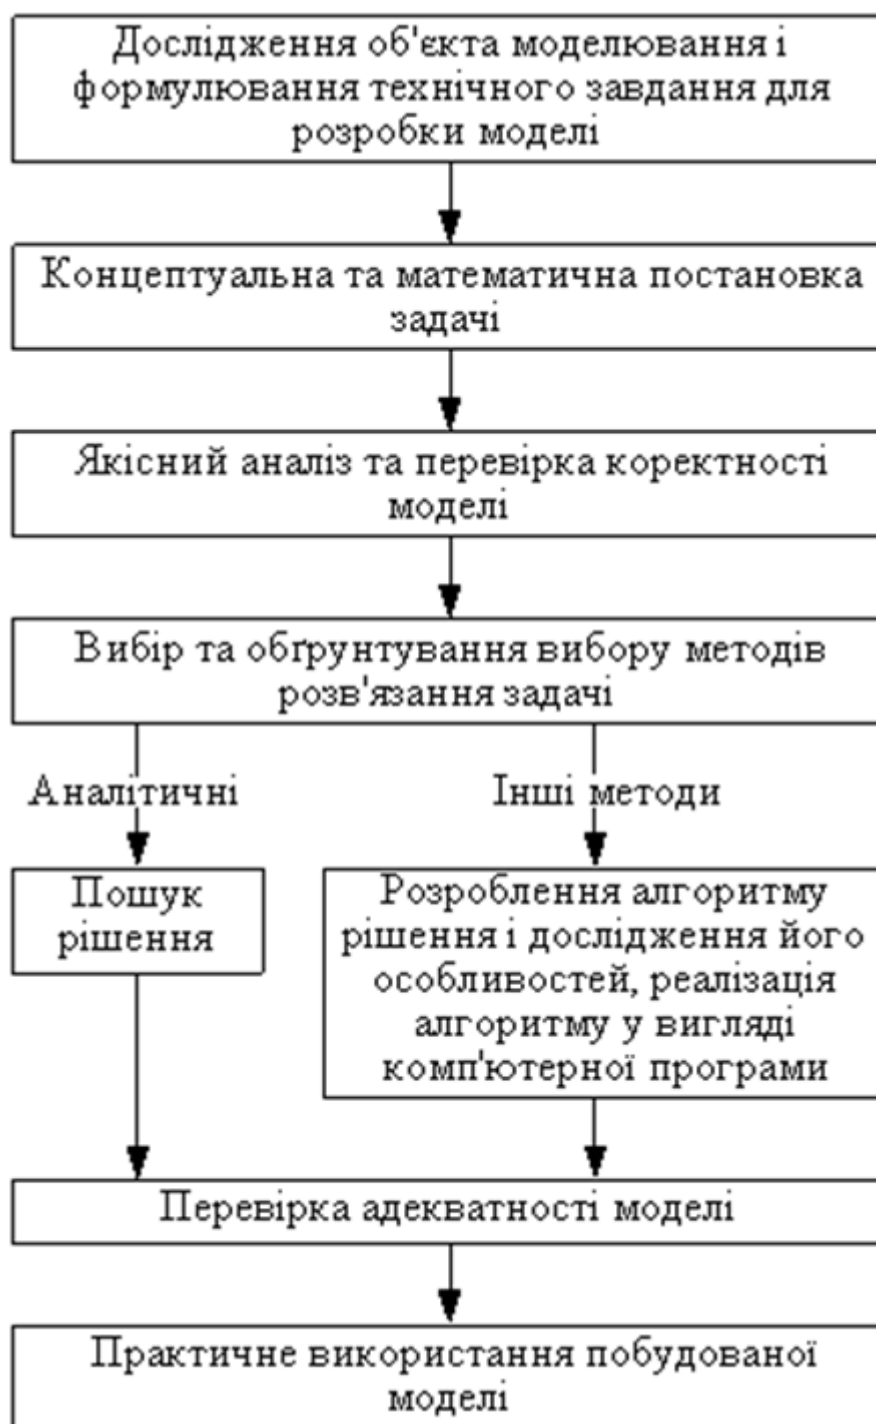 Дослідження об'єкта моделювання і
формулювання технічного завдання для
розробки моделі
Концептуальна та математична постановка
задачі
Якісний аналіз та перевірка коректності
моделі
Вибір та обґрунтування вибору методів
розв'язання задачі
Аналітичні
Інші методи
Пошук
рішення
Розроблення алгоритму
рішення і дослідження його
особливостей, реалізація
алгоритму у вигляді
комп'ютерної програми
Перевірка адекватності моделі
Практичне використання побудованої
моделі